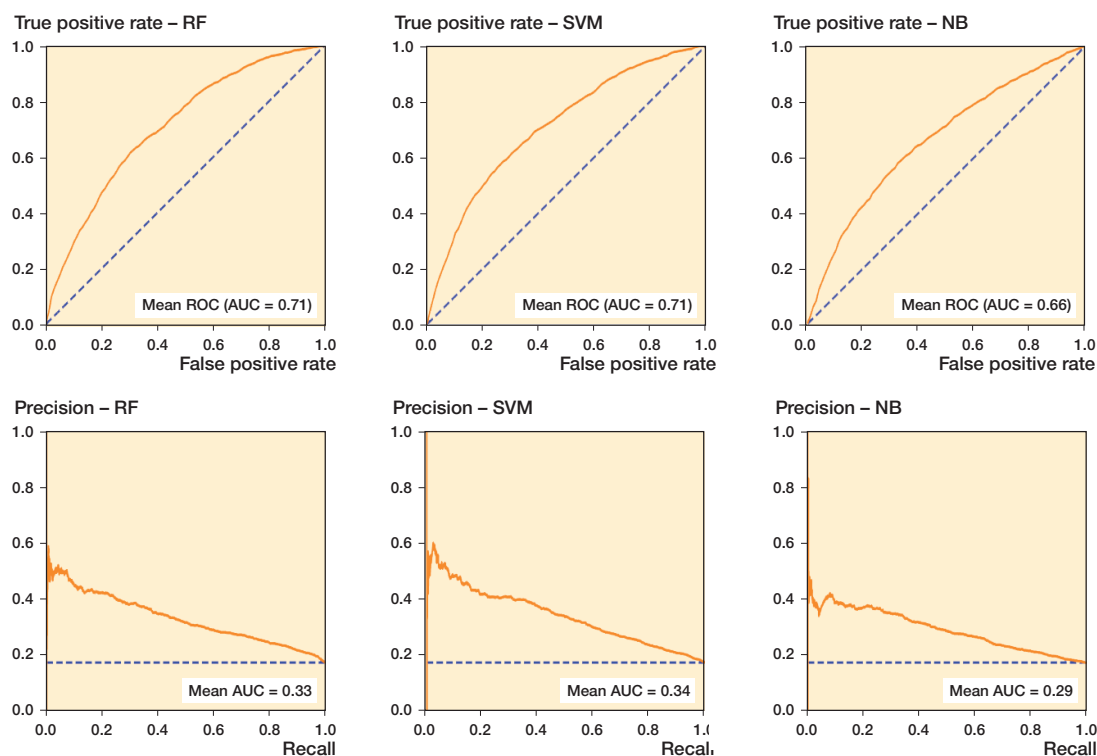 True positive rate – RF
1.0
0.8
0.6
0.4
0.2
0.0
Mean ROC (AUC = 0.71)
0.0 0.2 0.4 0.6 0.8 1.0
False positive rate
True positive rate – SVM
1.0
0.8
0.6
0.4
0.2
0.0
Mean ROC (AUC = 0.71)
0.0 0.2 0.4 0.6 0.8 1.0
False positive rate
True positive rate – NB
1.0
0.8
0.6
0.4
0.2
0.0
Mean ROC (AUC = 0.66)
0.0 0.2 0.4 0.6 0.8 1.0
False positive rate
Precision – RF
1.0
0.8
0.6
0.4
0.2
0.0
Mean AUC = 0.33
0.0 0.2 0.4 0.6 0.8 1.0
Recall
Precision – SVM
1.0
0.8
0.6
0.4
0.2
0.0
Mean AUC = 0.34
0.0 0.2 0.4 0.6 0.8 1.0
Recall
Precision – NB
1.0
0.8
0.6
0.4
0.2
0.0
Mean AUC = 0.29
0.0 0.2 0.4 0.6 0.8 1.0
Recall